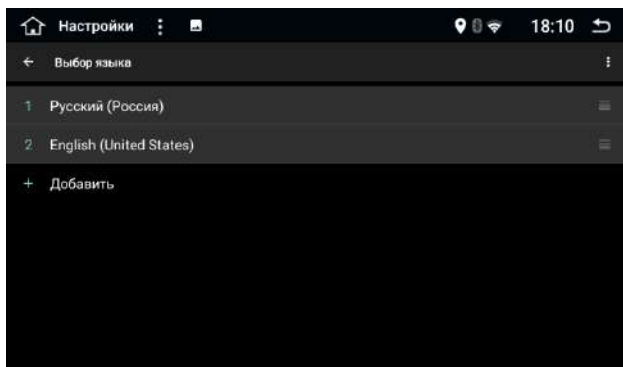 Настройки 18:10
Выбор языка
1 Русский (Россия)
2 English (United States)
+ Добавить